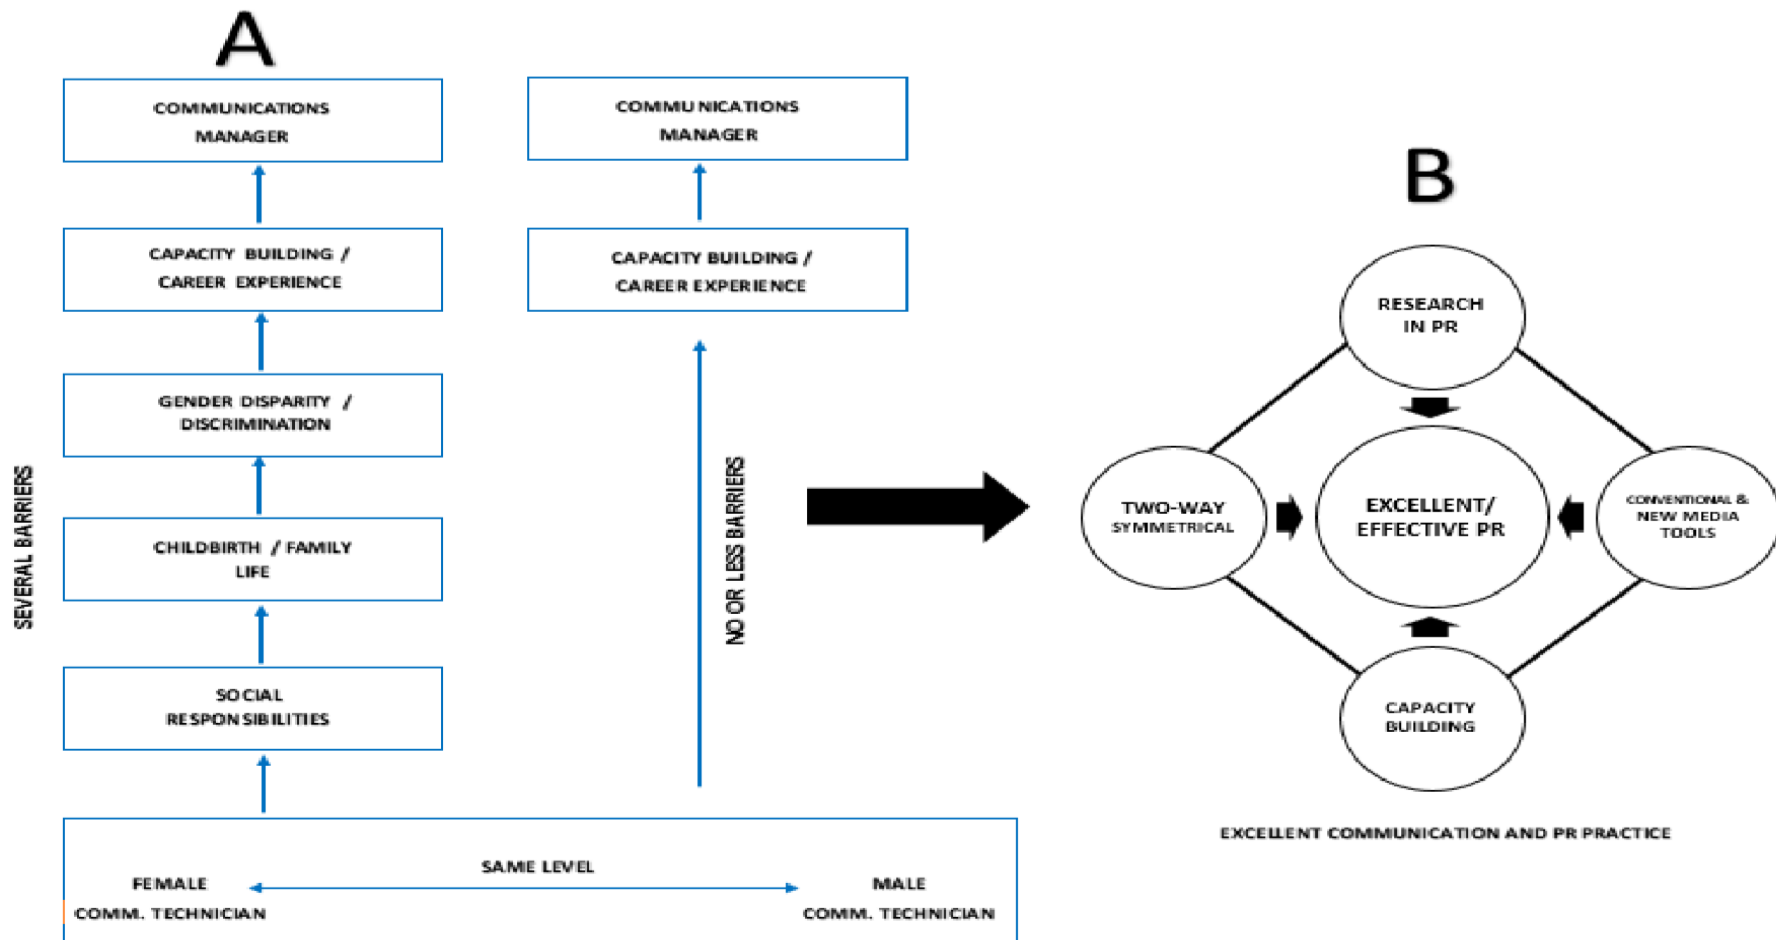 A
COMMUNICATIONS
MANAGER
CAPACITY BUILDING /
CAREER EXPERIENCE
GENDER DISPARITY /
DISCRIMINATION
CHILDBIRTH / FAMILY
LIFE
SOCIAL
RESPONSIBILITIES
SEVERAL BARRIERS
COMMUNICATIONS
MANAGER
CAPACITY BUILDING /
CAREER EXPERIENCE
NO OR LESS BARRIERS
SAME LEVEL
FEMALE
COMM. TECHNICIAN
MALE
COMM. TECHNICIAN
B
RESEARCH
IN PR
TWO-WAY
SYMMETRICAL
EXCELLENT/
EFFECTIVE PR
CONVENTIONAL &
NEW MEDIA
TOOLS
CAPACITY
BUILDING
EXCELLENT COMMUNICATION AND PR PRACTICE